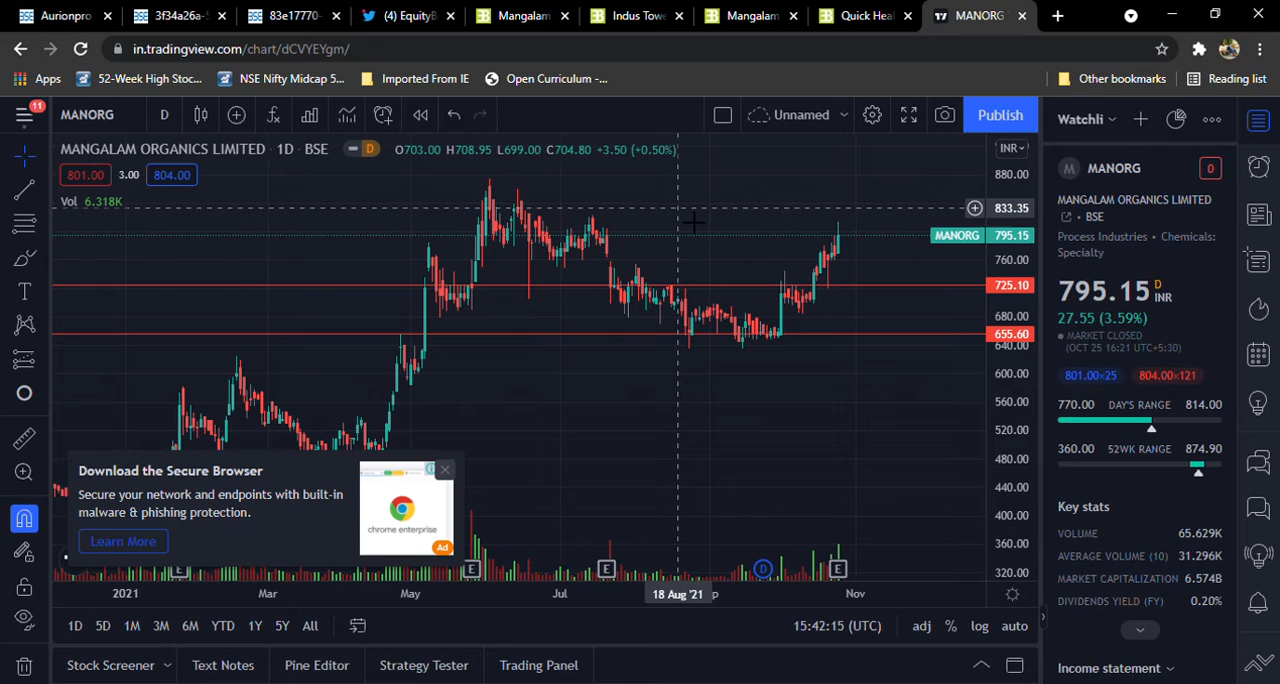 Aurionpro
3f34a26a-5
83e17770-
(4) EquityB
Mangalam
Indus Towe
Mangalam
Quick Heal
MANORG
in.tradingview.com/chart/dCVYEYgm/
Apps
52-Week High Stoc...
NSE Nifty Midcap 5...
Imported From IE
Open Curriculum -...
Other bookmarks
Reading list
11
MANORG
D
Unnamed
Publish
Watchli
MANGALAM ORGANICS LIMITED · 1D · BSE
D
O703.00 H708.95 L699.00 C704.80 +3.50 (+0.50%)
INR
801.00
3.00
804.00
Vol 6.318K
880.00
833.35
MANORG 795.15
760.00
725.10
680.00
655.60
640.00
600.00
560.00
520.00
480.00
440.00
400.00
360.00
320.00
M
MANORG
0
MANGALAM ORGANICS LIMITED
• BSE
Process Industries • Chemicals:
Specialty
795.15 D INR
27.55 (3.59%)
MARKET CLOSED
(OCT 25 16:21 UTC+5:30)
801.00×25
804.00×121
770.00 DAY'S RANGE 814.00
360.00 52WK RANGE 874.90
Key stats
VOLUME 65.629K
AVERAGE VOLUME (10) 31.296K
MARKET CAPITALIZATION 6.574B
DIVIDENDS YIELD (FY) 0.20%
Income statement
Download the Secure Browser
Secure your network and endpoints with built-in
malware & phishing protection.
Learn More
chrome enterprise
Ad
E
E
E
D
E
2021
Mar
May
Jul
18 Aug '21
p
Nov
1D
5D
1M
3M
6M
YTD
1Y
5Y
All
15:42:15 (UTC)
adj
%
log
auto
Stock Screener
Text Notes
Pine Editor
Strategy Tester
Trading Panel